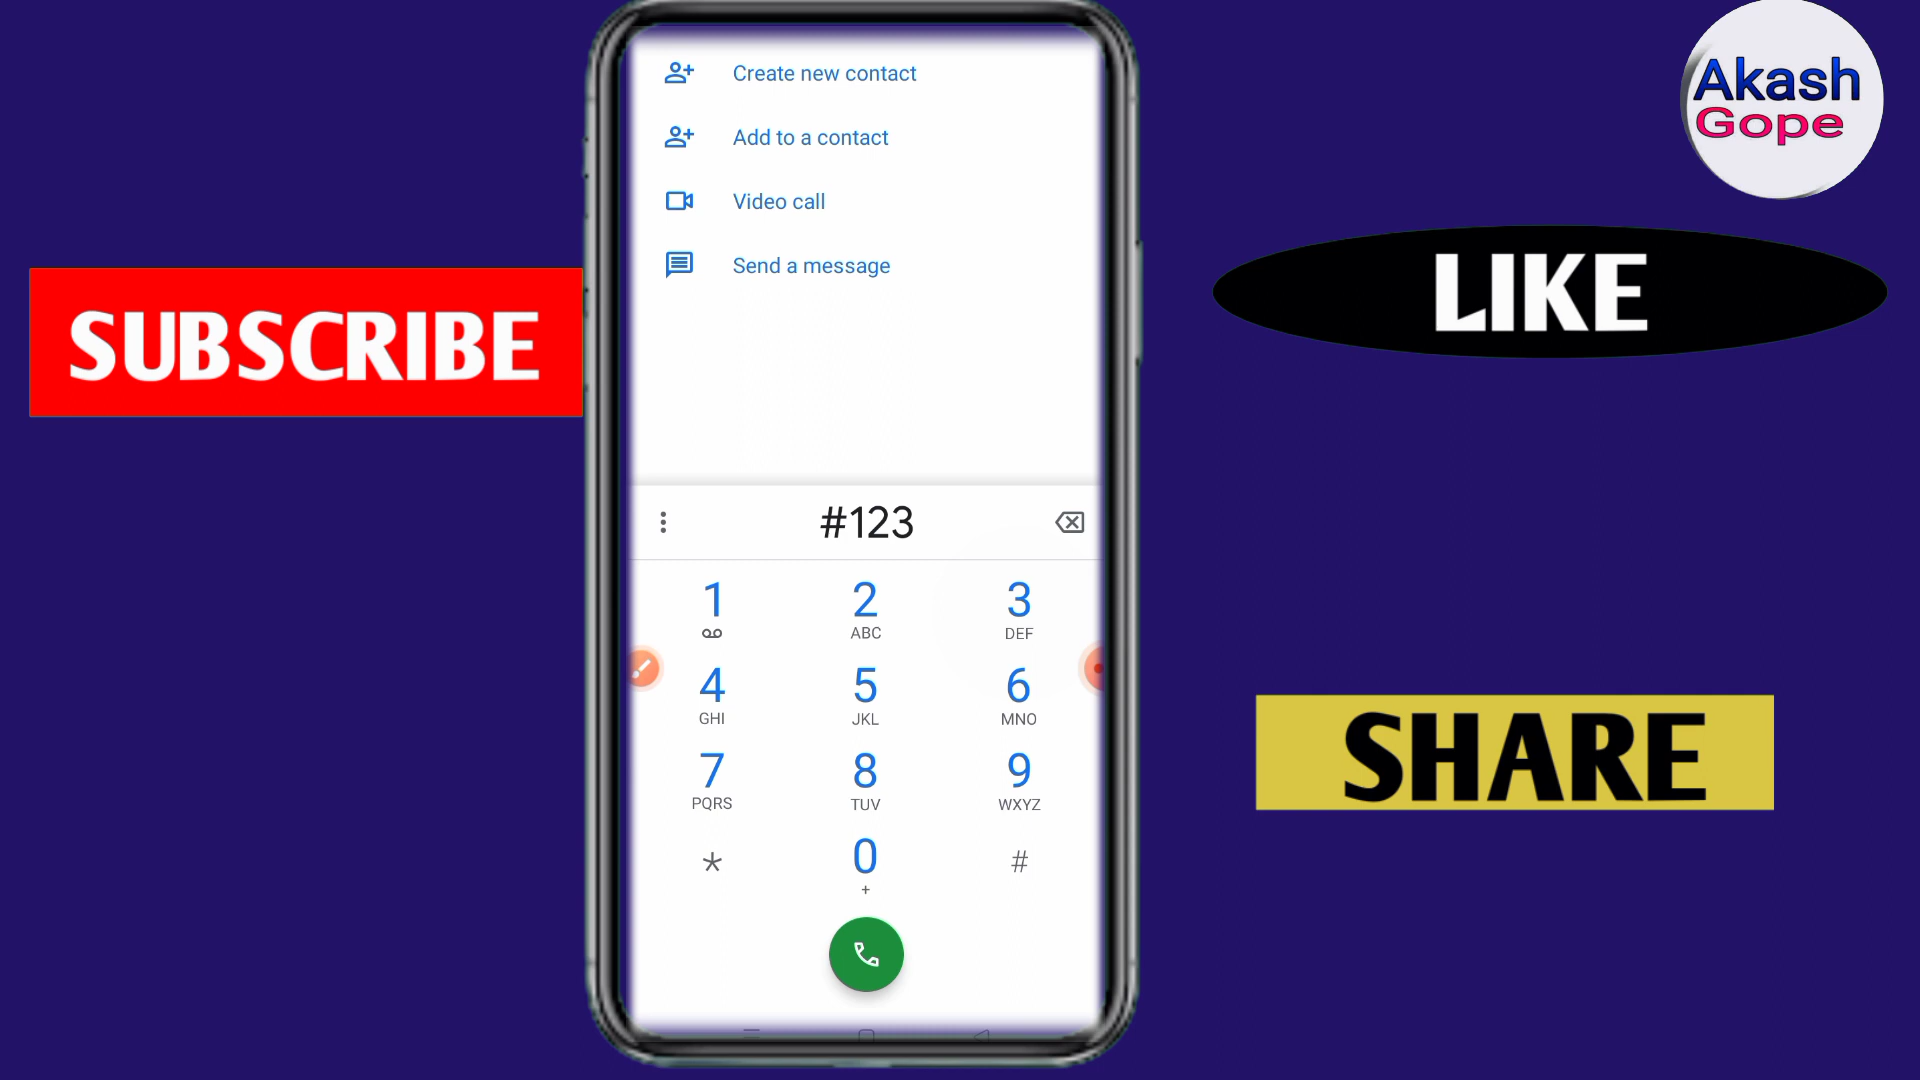 Akash
Gope
SUBSCRIBE
LIKE
SHARE
Create new contact
Add to a contact
Video call
Send a message
#123
1
2
ABC
3
DEF
4
GHI
5
JKL
6
MNO
7
PQRS
8
TUV
9
WXYZ
*
0
+
#